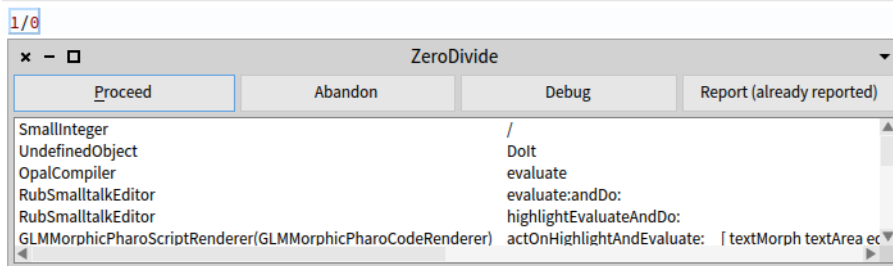 1/0
ZeroDivide
Proceed Abandon Debug Report (already reported)
SmallInteger /
UndefinedObject DoIt
OpalCompiler evaluate
RubSmalltalkEditor evaluate:andDo:
RubSmalltalkEditor highlightEvaluateAndDo:
GLMMorphicPharoScriptRenderer(GLMMorphicPharoCodeRenderer) actOnHighlightAndEvaluate: [ textMorph textArea ed